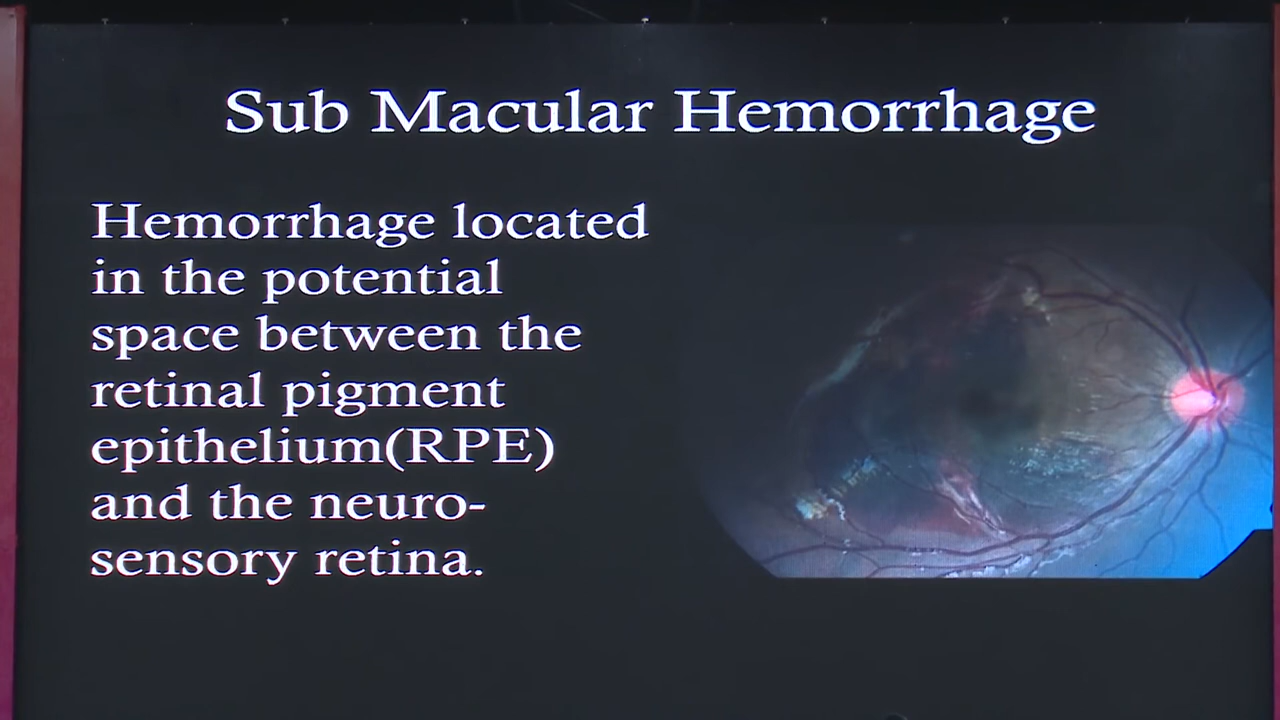 Sub Macular Hemorrhage
Hemorrhage located
in the potential
space between the
retinal pigment
epithelium(RPE)
and the neuro-
sensory retina.